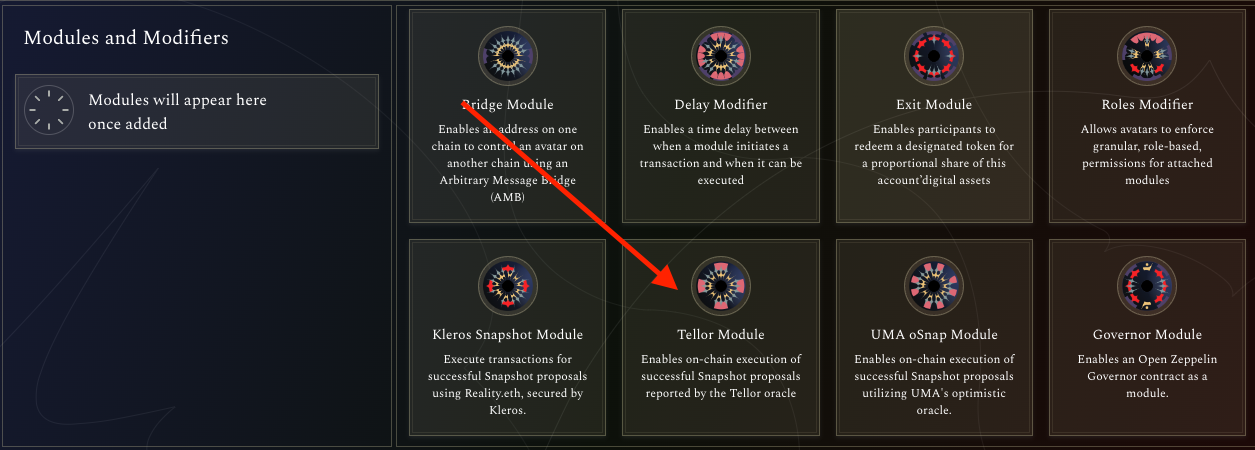 Modules and Modifiers
Modules will appear here
once added
Bridge Module
Enables an address on one
chain to control an avatar on
another chain using an
Arbitrary Message Bridge
(AMB)
Delay Modifier
Enables a time delay between
when a module initiates a
transaction and when it can be
executed
Exit Module
Enables participants to
redeem a designated token for
a proportional share of this
account'digital assets
Roles Modifier
Allows avatars to enforce
granular, role-based,
permissions for attached
modules
Kleros Snapshot Module
Execute transactions for
successful Snapshot proposals
using Reality.eth, secured by
Kleros.
Tellor Module
Enables on-chain execution of
successful Snapshot proposals
reported by the Tellor oracle
UMA oSnap Module
Enables on-chain execution of
successful Snapshot proposals
utilizing UMA's optimistic
oracle.
Governor Module
Enables an Open Zeppelin
Governor contract as a
module.